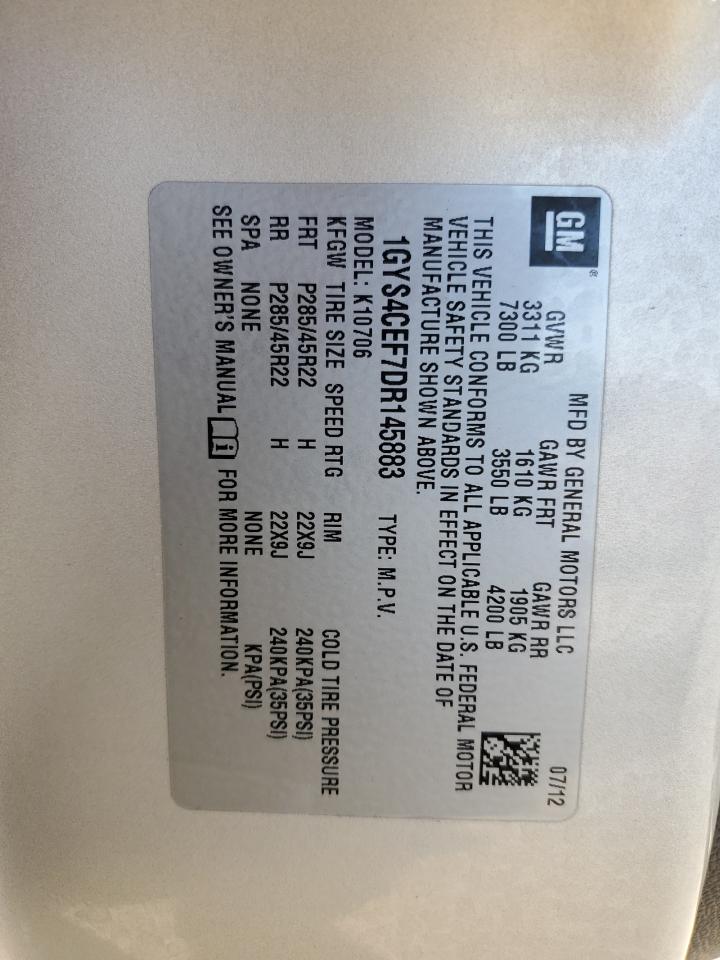 GM®
MFD BY GENERAL MOTORS LLC 07/12
GVWR GAWR FRT GAWR RR
3311 KG 1610 KG 1905 KG
7300 LB 3550 LB 4200 LB
THIS VEHICLE CONFORMS TO ALL APPLICABLE U.S. FEDERAL MOTOR
VEHICLE SAFETY STANDARDS IN EFFECT ON THE DATE OF
MANUFACTURE SHOWN ABOVE.
1GYS4CEF7DR145883 TYPE: M.P.V.
MODEL: K10706
KFGW TIRE SIZE SPEED RTG RIM COLD TIRE PRESSURE
FRT P285/45R22 H 22X9J 240KPA(35PSI)
RR P285/45R22 H 22X9J 240KPA(35PSI)
SPA NONE NONE KPA(PSI)
SEE OWNER'S MANUAL FOR MORE INFORMATION.